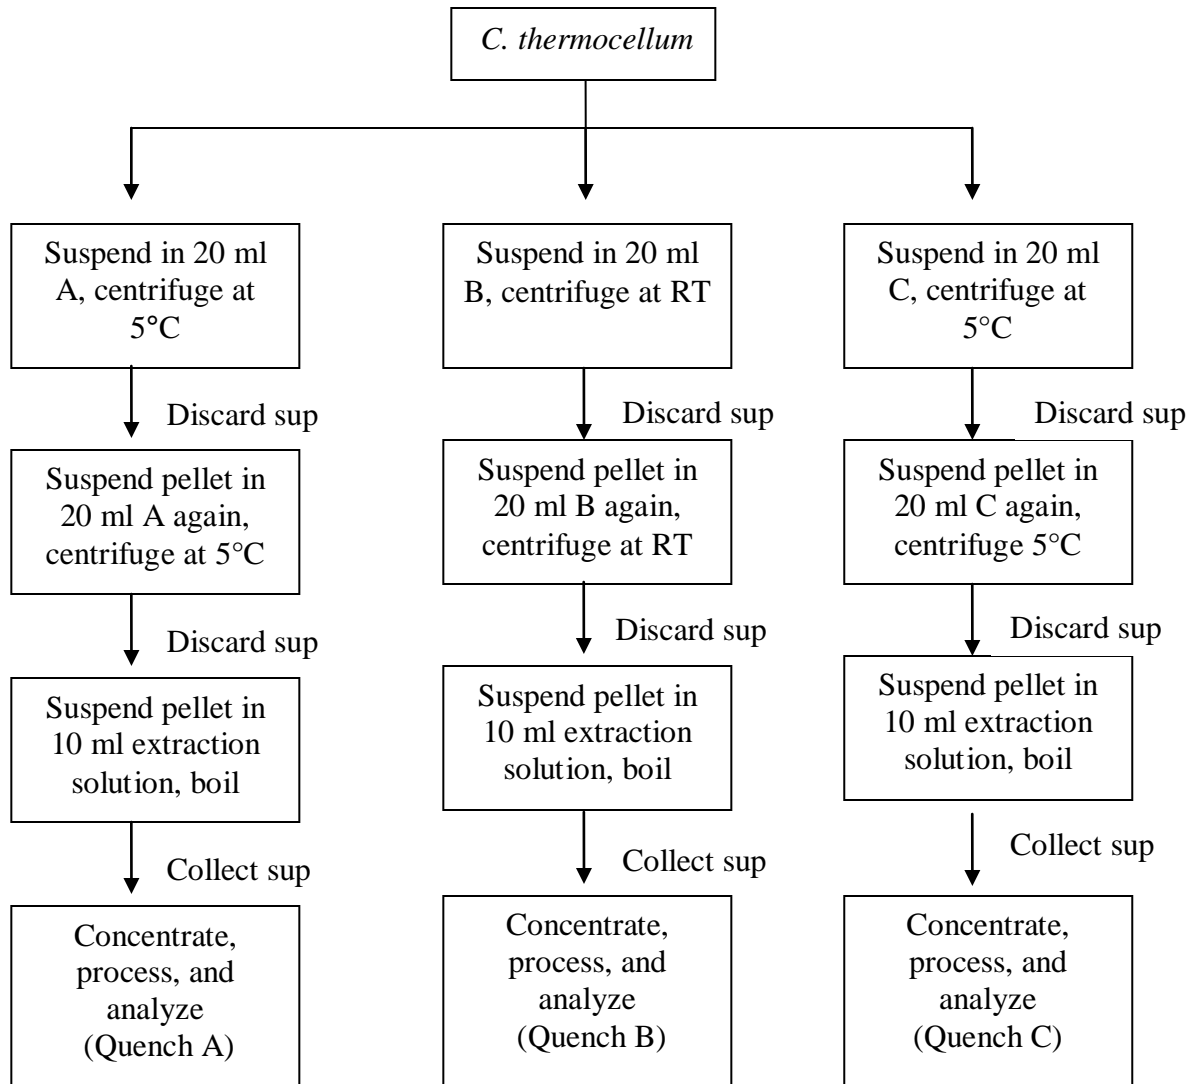 C. thermocellum
Suspend in 20 ml
A, centrifuge at
5°C
Suspend in 20 ml
B, centrifuge at RT
Suspend in 20 ml
C, centrifuge at
5°C
Discard sup
Discard sup
Discard sup
Suspend pellet in
20 ml A again,
centrifuge at 5°C
Suspend pellet in
20 ml B again,
centrifuge at RT
Suspend pellet in
20 ml C again,
centrifuge 5°C
Discard sup
Discard sup
Discard sup
Suspend pellet in
10 ml extraction
solution, boil
Suspend pellet in
10 ml extraction
solution, boil
Suspend pellet in
10 ml extraction
solution, boil
Collect sup
Collect sup
Collect sup
Concentrate,
process, and
analyze
(Quench A)
Concentrate,
process, and
analyze
(Quench B)
Concentrate,
process, and
analyze
(Quench C)